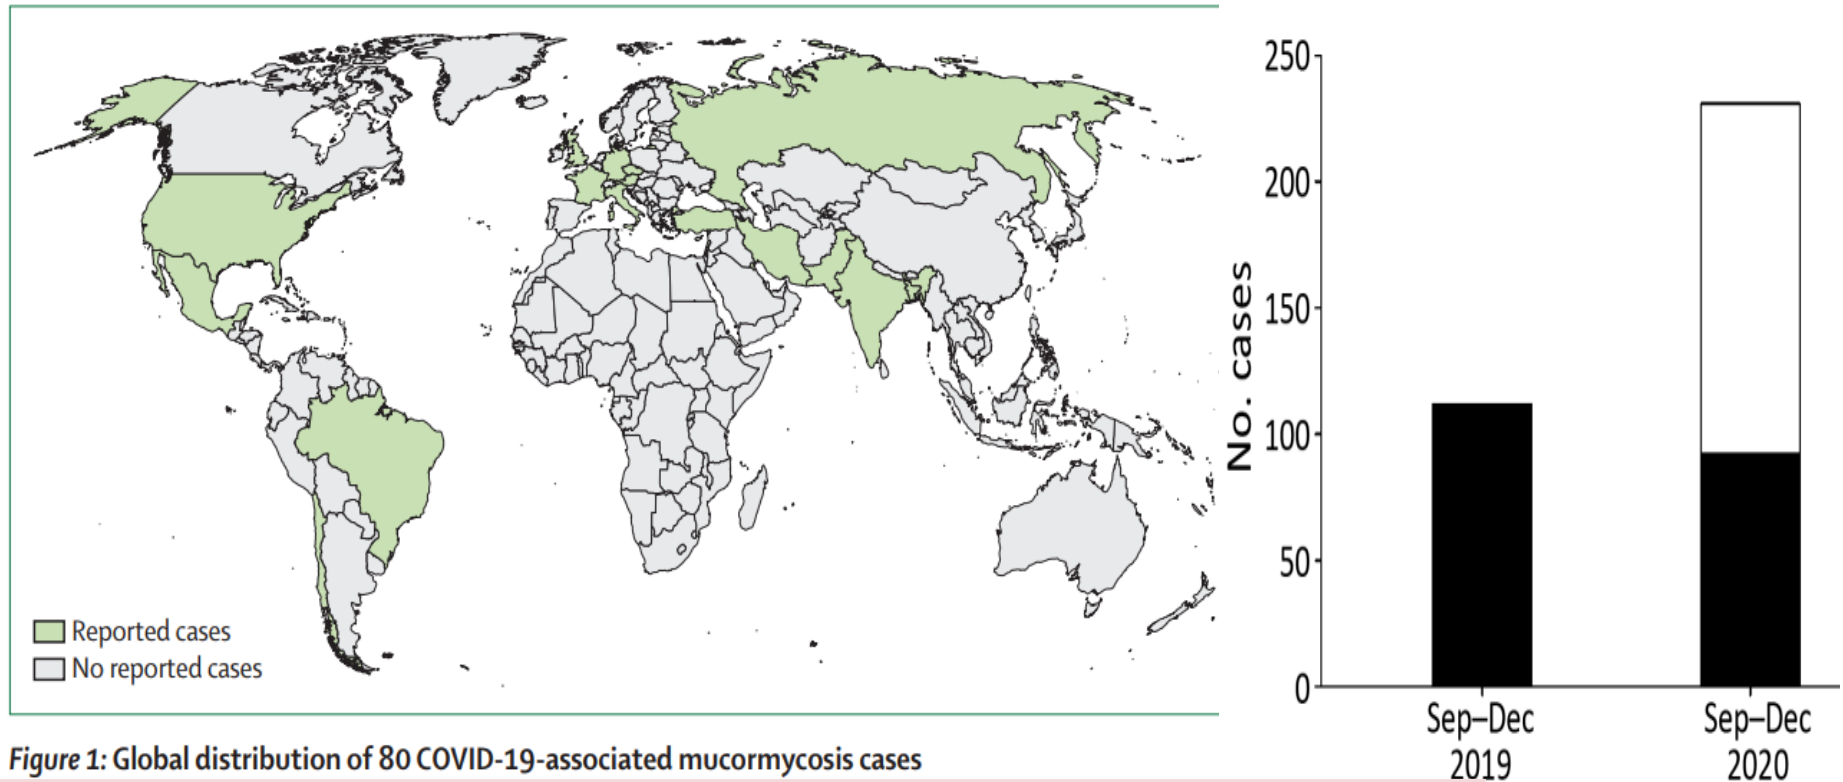 Reported cases
No reported cases
Figure 1: Global distribution of 80 COVID-19-associated mucormycosis cases
No. cases
250
200
150
100
50
0
Sep–Dec
2019
Sep–Dec
2020